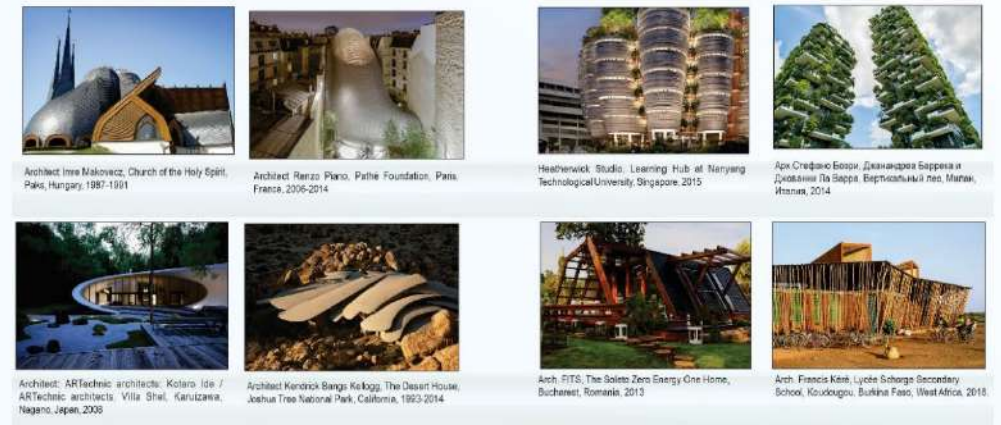 Architect Imre Makovecz, Church of the Holy Spirit,
Paks, Hungary, 1987-1991
Architect Renzo Piano, Pathé Foundation, Paris,
France, 2006-2014
Heatherwick Studio, Learning Hub at Nanyang
Technological University, Singapore, 2015
Арх Стефано Боэри, Джанандреа Баррека и
Джованни Ла Варра, Вертикальный лес, Милан,
Италия, 2014
Architect: ARTechnic architects: Kotaro Ide /
ARTechnic architects, Villa Shel, Karuizawa,
Nagano, Japan, 2008
Architect Kendrick Bangs Kellogg, The Desert House,
Joshua Tree National Park, California, 1993-2014
Arch. FITS, The Soleta Zero Energy One Home,
Bucharest, Romania, 2013
Arch. Francis Kéré, Lycée Schorge Secondary
School, Koudougou, Burkina Faso, West Africa, 2016.